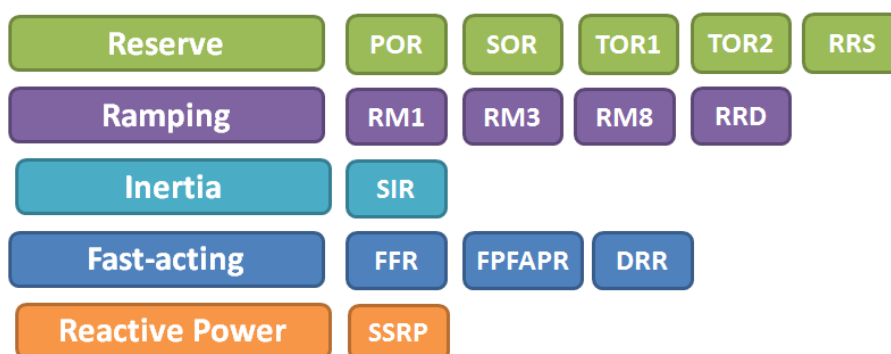 Reserve POR SOR TOR1 TOR2 RRS
Ramping RM1 RM3 RM8 RRD
Inertia SIR
Fast-acting FFR FPFAPR DRR
Reactive Power SSRP